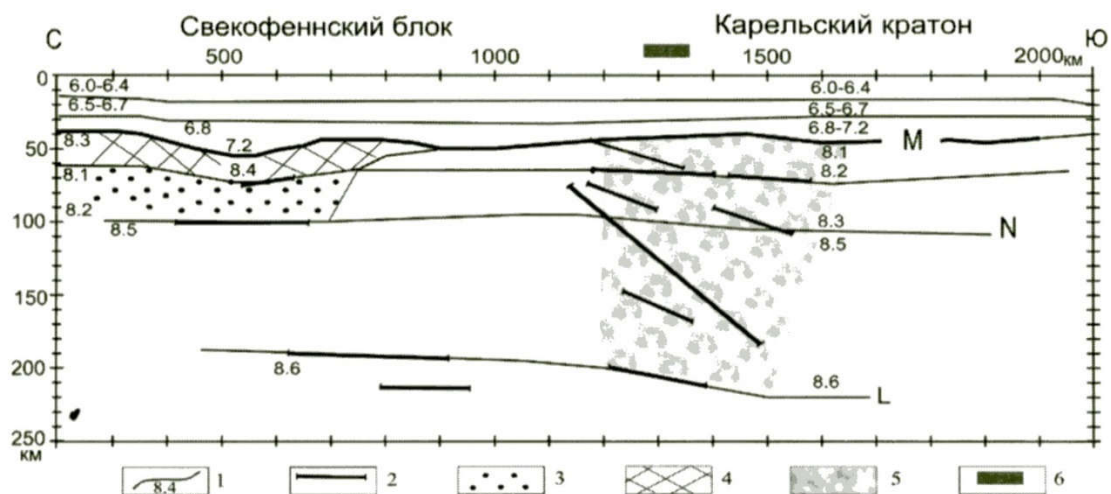 Свекофеннский блок Карельский кратон
С 500 1000 1500 2000 км Ю
0
6.0-6.4 6.0-6.4
6.5-6.7 6.5-6.7
6.8 6.8-7.2
8.3 7.2 M
50 8.1
8.4 8.2
8.1
8.2
100 8.3 N
8.5 8.5
150
200
8.6 8.6
L
250
км
8.4 1 2 3 4 5 6